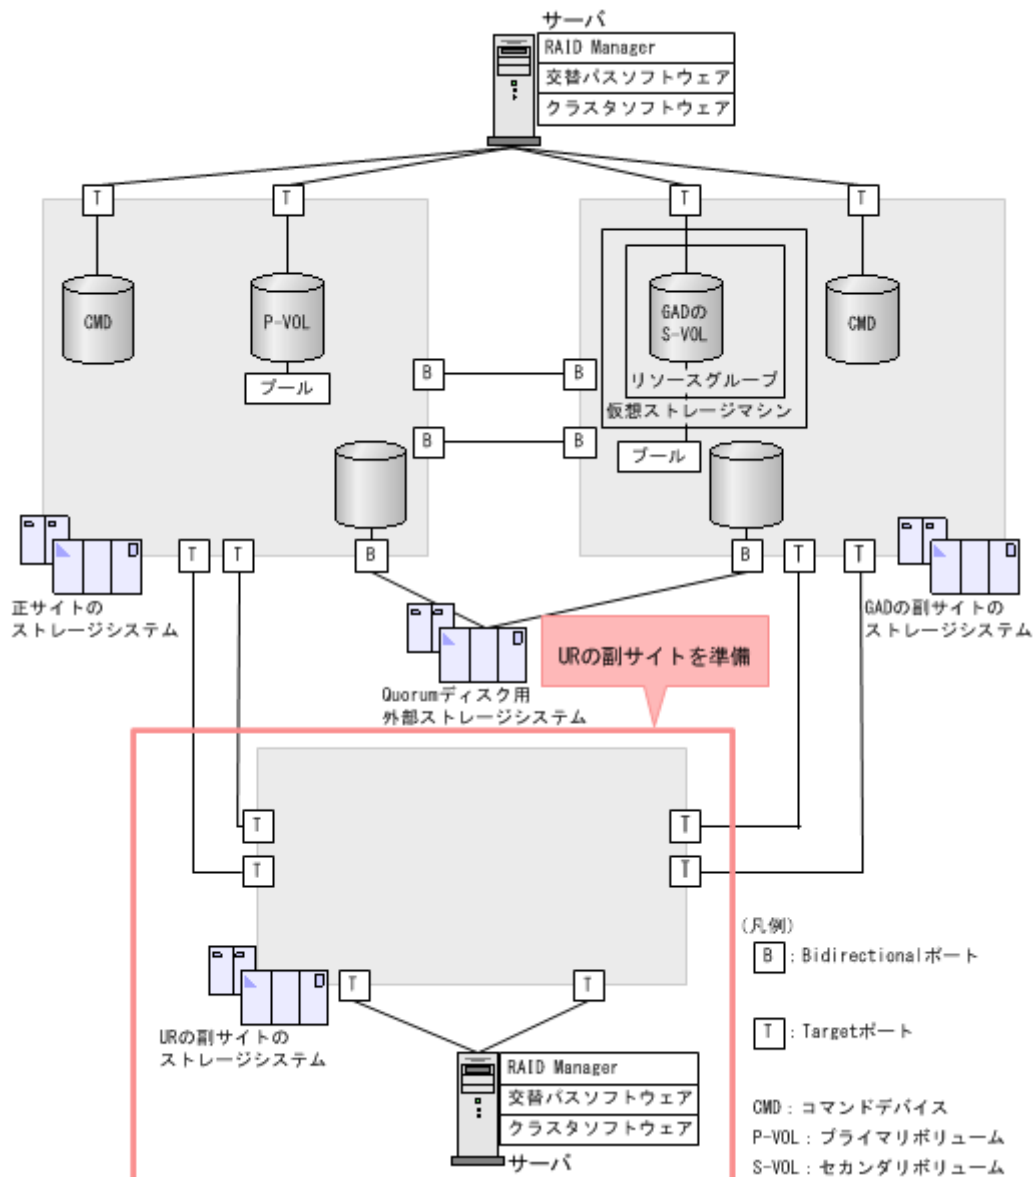 サーバ
RAID Manager
交替パスソフトウェア
クラスタソフトウェア
T
T
T
T
CMD
P-VOL
GADの
S-VOL
CMD
プール
リソースグループ
仮想ストレージマシン
プール
B
B
B
B
T
T
B
B
T
T
正サイトの
ストレージシステム
GADの副サイトの
ストレージシステム
Quorumディスク用
外部ストレージシステム
URの副サイトを準備
T
T
T
T
T
T
URの副サイトの
ストレージシステム
RAID Manager
交替パスソフトウェア
クラスタソフトウェア
サーバ
(凡例)
B : Bidirectionalポート
T : Targetポート
CMD : コマンドデバイス
P-VOL : プライマリボリューム
S-VOL : セカンダリボリューム